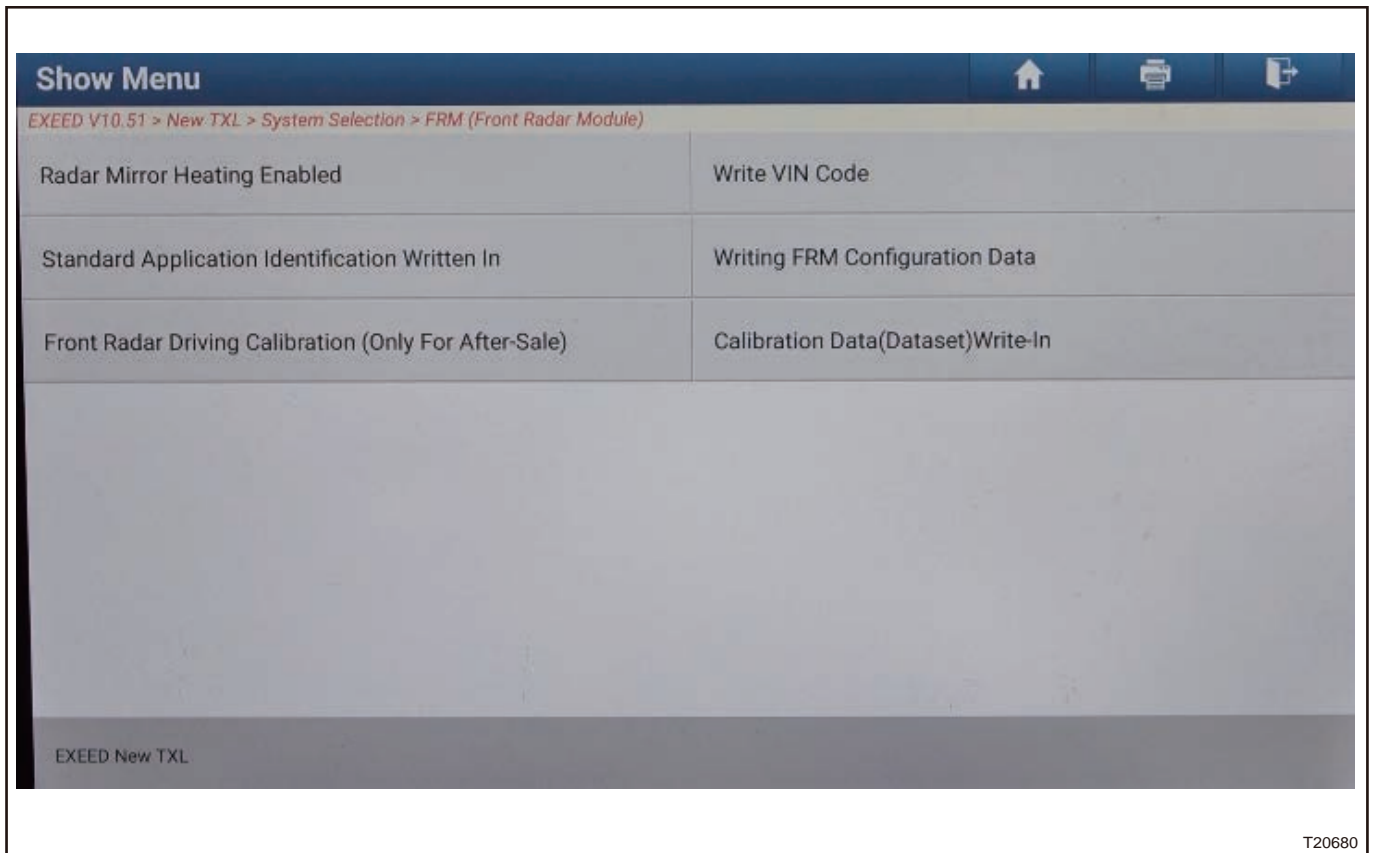 Show Menu
EXEED V10.51 > New TXL > System Selection > FRM (Front Radar Module)
Radar Mirror Heating Enabled
Write VIN Code
Standard Application Identification Written In
Writing FRM Configuration Data
Front Radar Driving Calibration (Only For After-Sale)
Calibration Data(Dataset)Write-In
EXEED New TXL
T20680